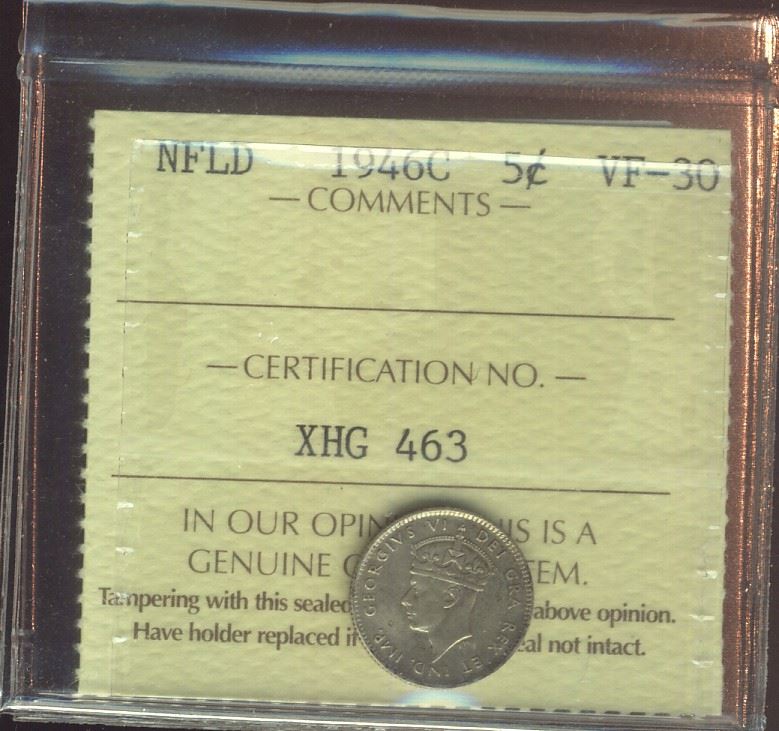 NFLD 1946C 5¢ VF-30
— COMMENTS —
— CERTIFICATION NO. —
XHG 463
IN OUR OPIN IS IS A
GENUINE C TEM.
Tampering with this sealed above opinion.
Have holder replaced if eal not intact.
GEORGIVS VI DEI GRA REX ET IND. IMP.